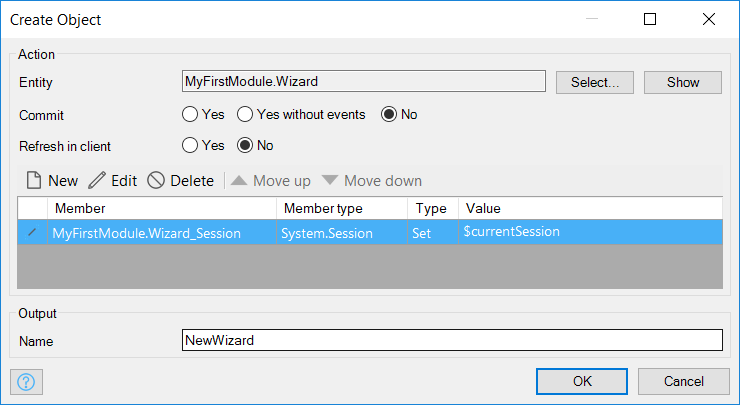 Create Object
Action
Entity MyFirstModule.Wizard Select... Show
Commit Yes Yes without events No
Refresh in client Yes No
New Edit Delete Move up Move down
Member Member type Type Value
MyFirstModule.Wizard_Session System.Session Set $currentSession
Output
Name NewWizard
? OK Cancel